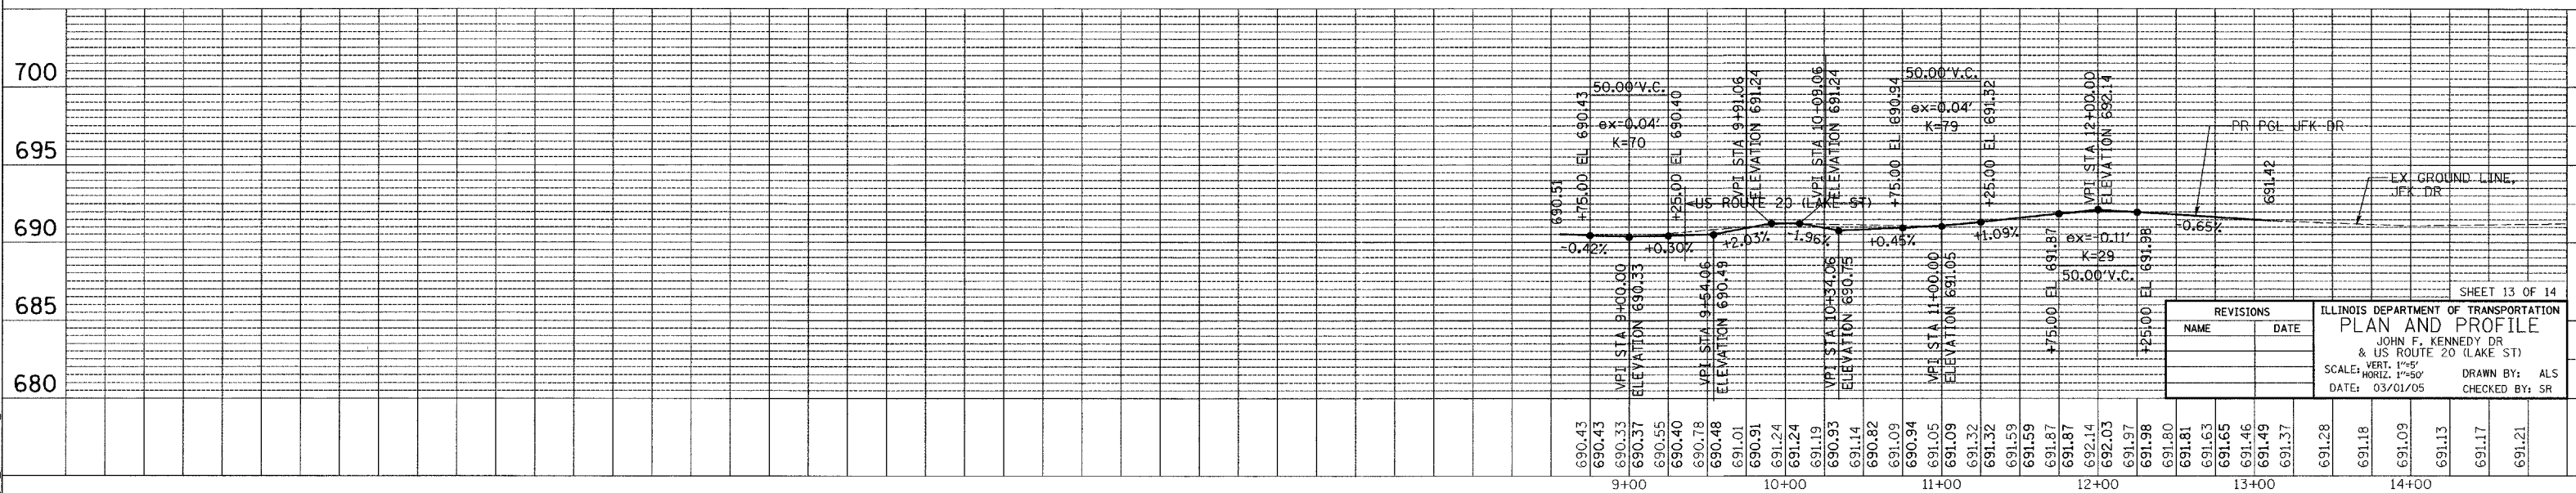 700
695
690
685
680
690.51
+75.00 EL 690.43
50.00'V.C.
ex=0.04'
K=70
+25.00 EL 690.40
US ROUTE 20 (LAKE ST)
VPI STA 9+91.06
ELEVATION 691.24
VPI STA 10+09.06
ELEVATION 691.24
+75.00 EL 690.94
50.00'V.C.
ex=0.04'
K=79
+25.00 EL 691.32
VPI STA 12+00.00
ELEVATION 692.14
PR PGL JFK DR
691.42
EX GROUND LINE,
JFK DR
-0.42%
+0.30%
+2.03%
-1.96%
+0.45%
+1.09%
-0.65%
VPI STA 9+00.00
ELEVATION 690.33
VPI STA 9+54.06
ELEVATION 690.49
VPI STA 10+34.06
ELEVATION 690.75
VPI STA 11+00.00
ELEVATION 691.05
+75.00 EL 691.87
ex=-0.11'
K=29
50.00'V.C.
+25.00 EL 691.98
SHEET 13 OF 14
REVISIONS
NAME DATE
ILLINOIS DEPARTMENT OF TRANSPORTATION
PLAN AND PROFILE
JOHN F. KENNEDY DR
& US ROUTE 20 (LAKE ST)
SCALE: VERT. 1"=5'
HORIZ. 1"=50'
DRAWN BY: ALS
DATE: 03/01/05
CHECKED BY: SR
690.43
690.43
690.33
690.37
690.55
690.40
690.78
690.48
691.01
690.91
691.24
691.24
691.19
690.93
691.14
690.82
691.09
690.94
691.05
691.09
691.32
691.32
691.59
691.59
691.87
691.87
692.14
692.03
691.97
691.98
691.80
691.81
691.63
691.65
691.46
691.49
691.37
691.28
691.18
691.09
691.13
691.17
691.21
9+00
10+00
11+00
12+00
13+00
14+00